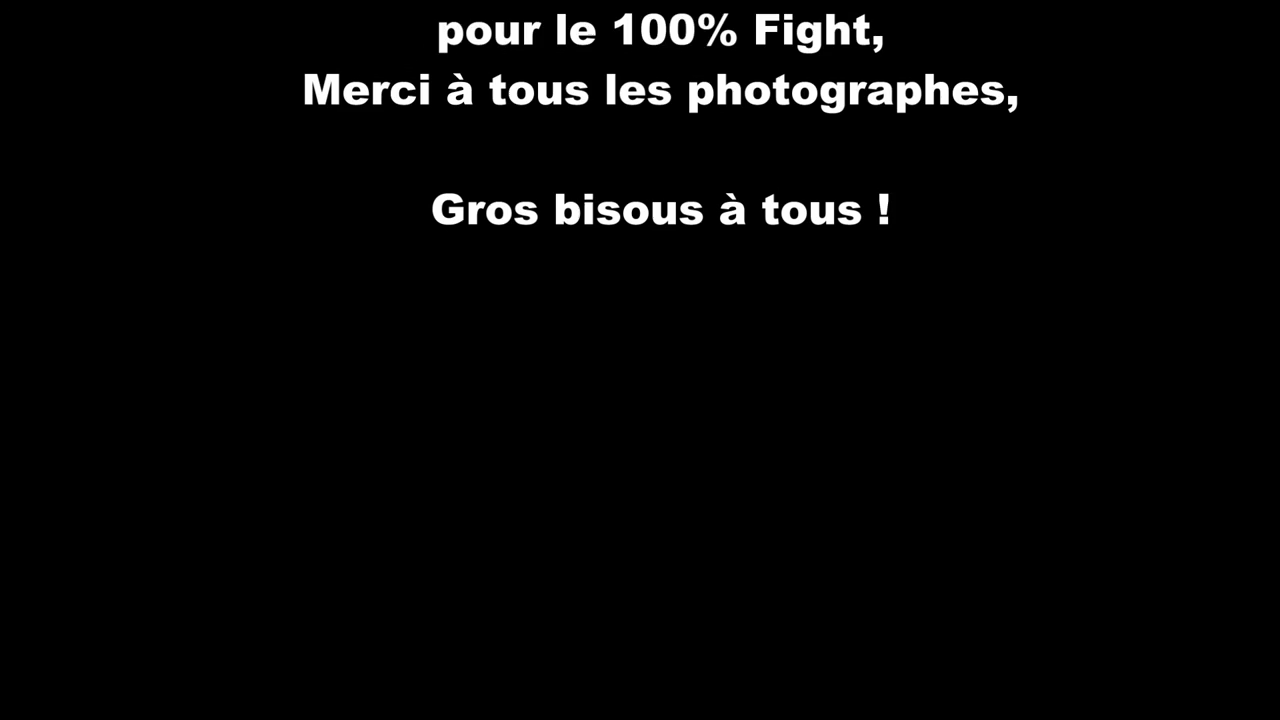 pour le 100% Fight,
Merci à tous les photographes,
Gros bisous à tous !